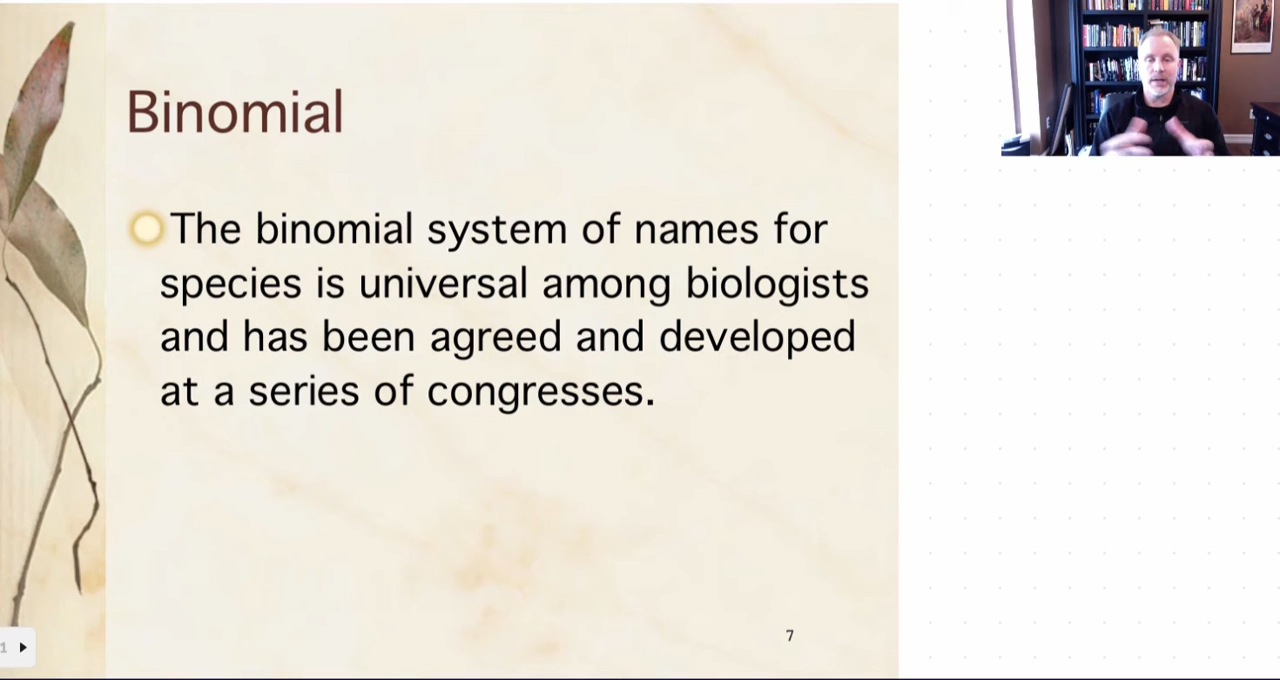 Binomial
The binomial system of names for
species is universal among biologists
and has been agreed and developed
at a series of congresses.
7
1